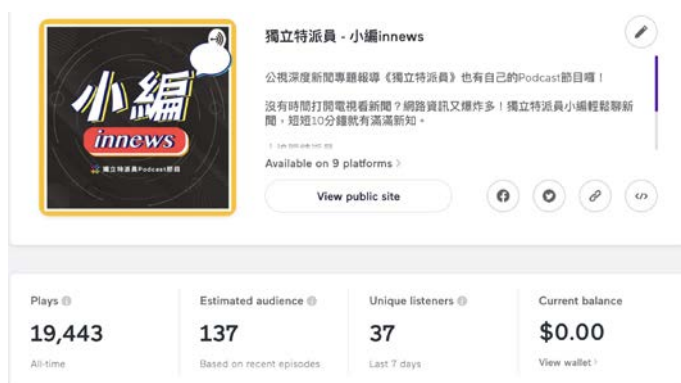 小編
innews
獨立特派員Podcast節目
獨立特派員 - 小編innews
公視深度新聞專題報導《獨立特派員》也有自己的Podcast節目囉！
沒有時間打開電視看新聞？網路資訊又爆炸多！獨立特派員小編輕鬆聊新
聞，短短10分鐘就有滿滿新知。
Available on 9 platforms >
View public site
Plays
Estimated audience
Unique listeners
Current balance
19,443
137
37
$0.00
All-time
Based on recent episodes
Last 7 days
View wallet >